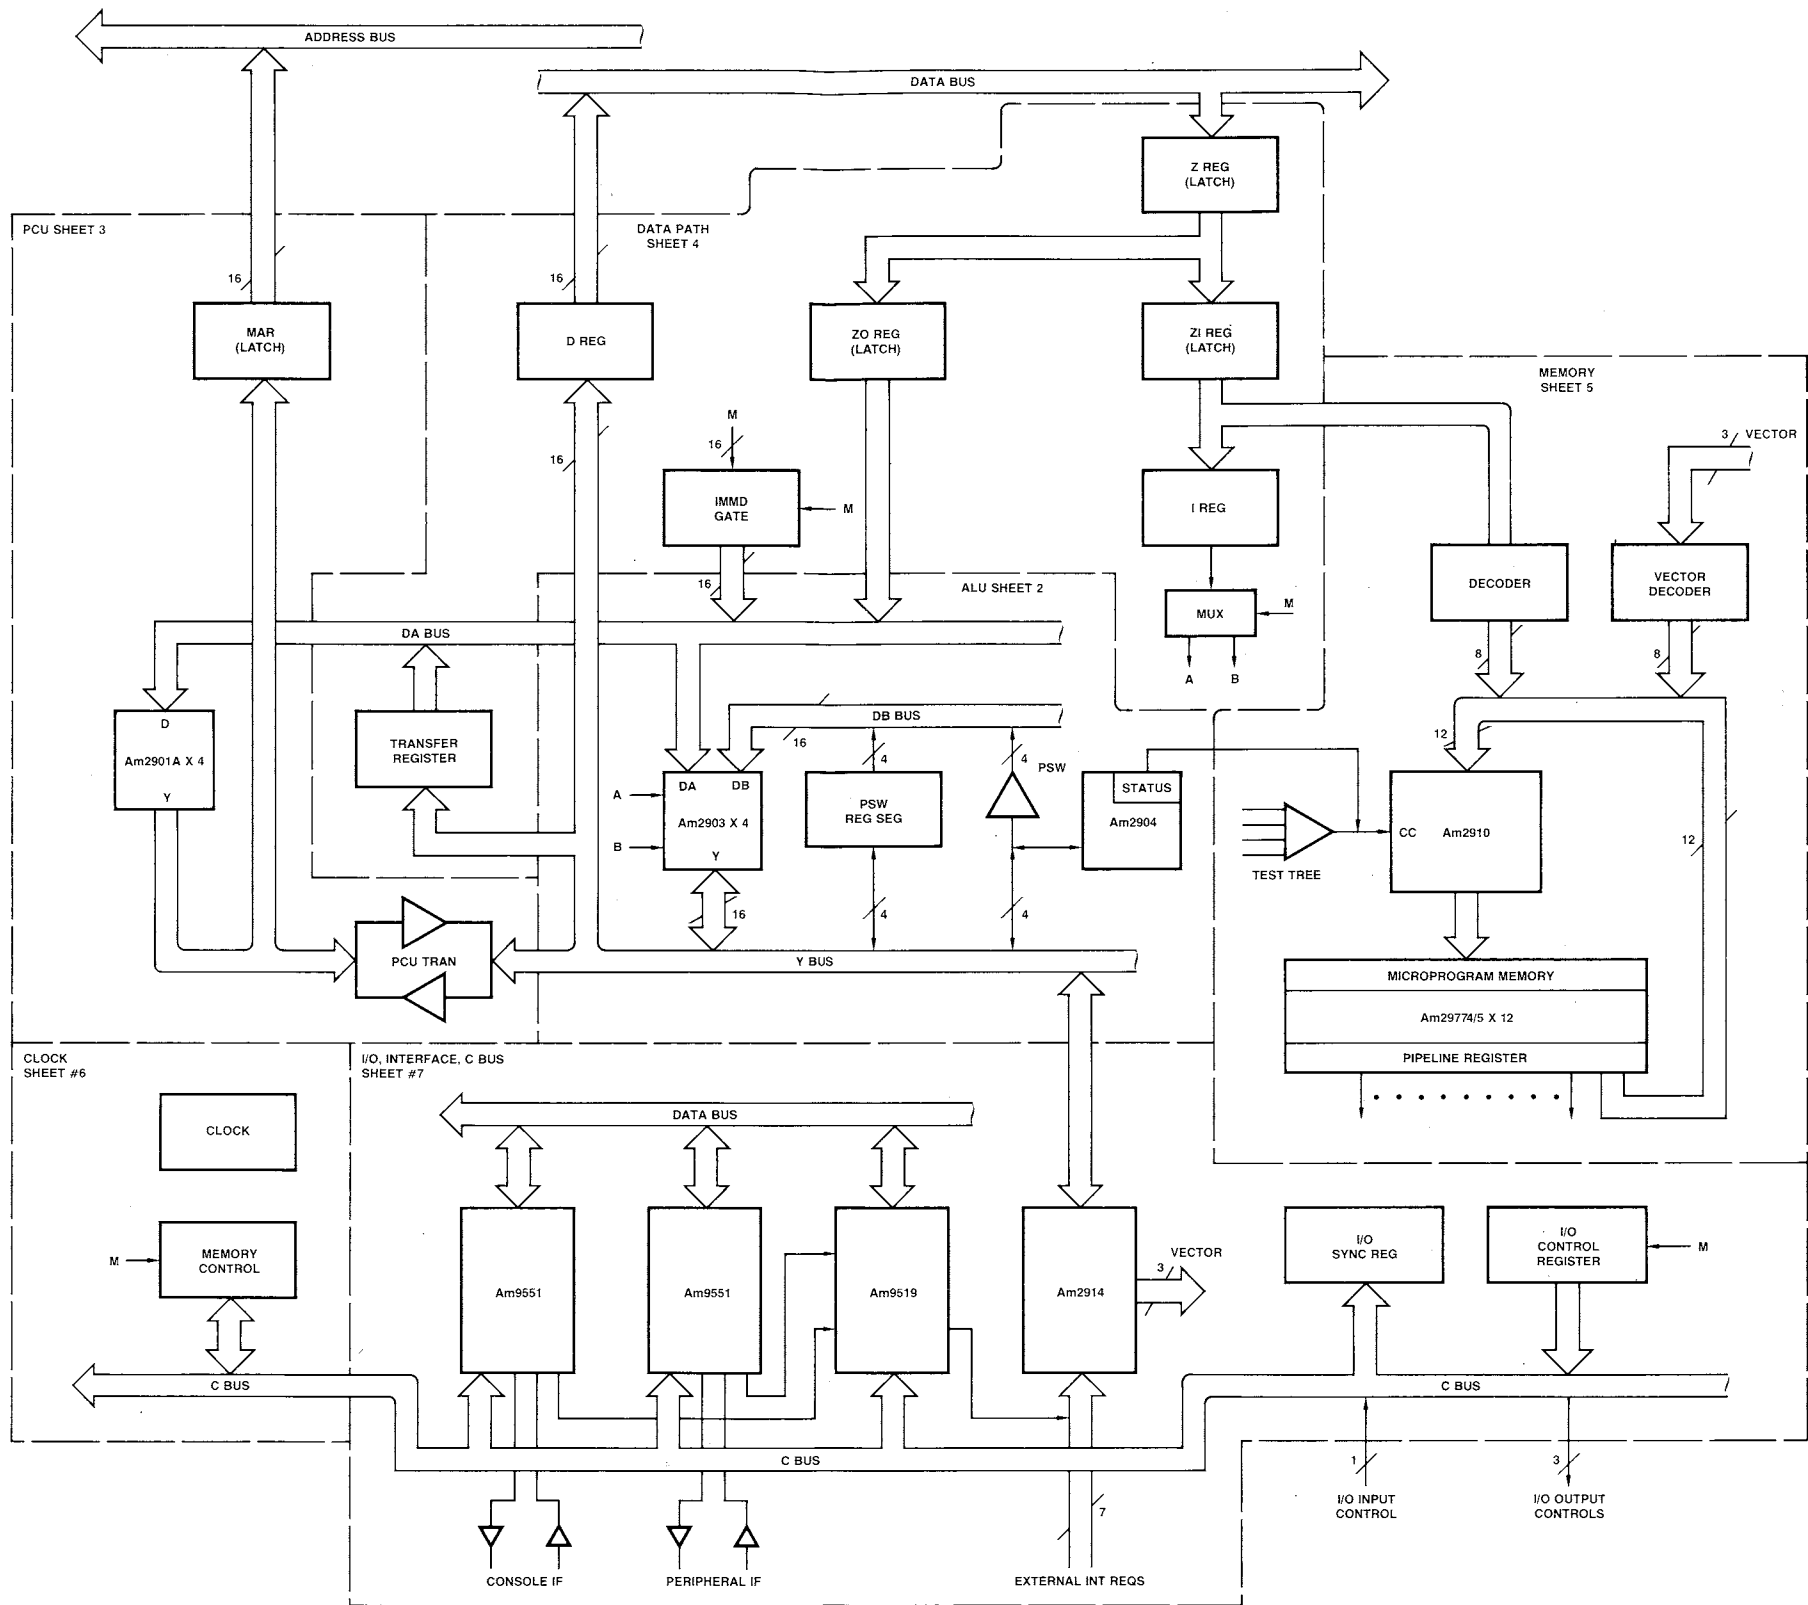 ADDRESS BUS
DATA BUS
Z REG
(LATCH)
PCU SHEET 3
DATA PATH
SHEET 4
16
16
MAR
(LATCH)
D REG
ZO REG
(LATCH)
ZI REG
(LATCH)
MEMORY
SHEET 5
M
16
16
3
VECTOR
IMMD
GATE
M
I REG
16
ALU SHEET 2
DECODER
VECTOR
DECODER
MUX
M
DA BUS
A
B
8
8
D
Am2901A X 4
Y
TRANSFER
REGISTER
DB BUS
16
4
4
PSW
12
A
B
DA
DB
Am2903 X 4
Y
PSW
REG SEG
STATUS
Am2904
CC
Am2910
12
TEST TREE
16
4
4
PCU TRAN
Y BUS
MICROPROGRAM MEMORY
Am29774/5 X 12
PIPELINE REGISTER
CLOCK
SHEET #6
I/O, INTERFACE, C BUS
SHEET #7
CLOCK
DATA BUS
M
MEMORY
CONTROL
Am9551
Am9551
Am9519
Am2914
3
VECTOR
I/O
SYNC REG
I/O
CONTROL
REGISTER
M
C BUS
C BUS
C BUS
1
3
I/O INPUT
CONTROL
I/O OUTPUT
CONTROLS
7
CONSOLE IF
PERIPHERAL IF
EXTERNAL INT REQS